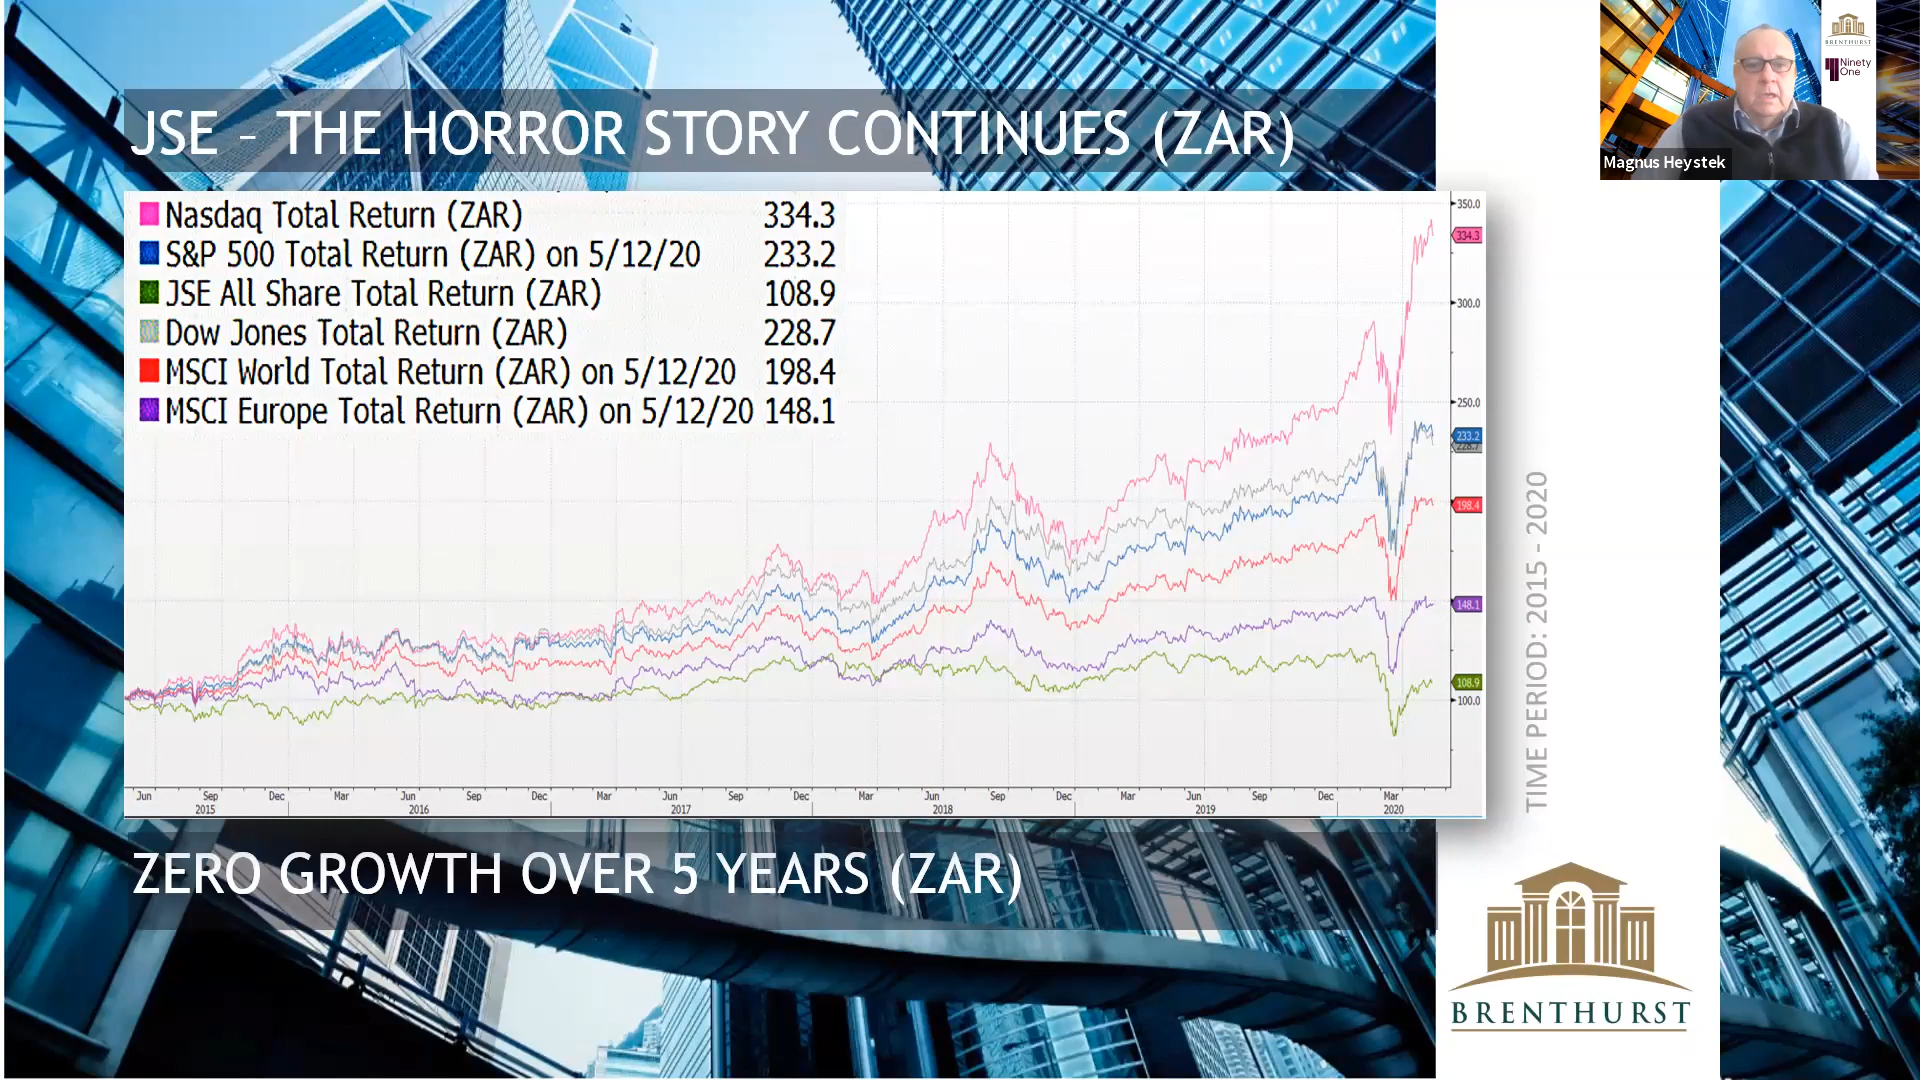 JSE – THE HORROR STORY CONTINUES (ZAR)
BRENTHURST
Ninety
One
Magnus Heystek
Nasdaq Total Return (ZAR) 334.3
S&P 500 Total Return (ZAR) on 5/12/20 233.2
JSE All Share Total Return (ZAR) 108.9
Dow Jones Total Return (ZAR) 228.7
MSCI World Total Return (ZAR) on 5/12/20 198.4
MSCI Europe Total Return (ZAR) on 5/12/20 148.1
350.0
334.3
300.0
250.0
233.2
228.7
198.4
148.1
108.9
100.0
Jun Sep Dec Mar Jun Sep Dec Mar Jun Sep Dec Mar Jun Sep Dec Mar Jun Sep Dec Mar
2015 2016 2017 2018 2019 2020
TIME PERIOD: 2015 – 2020
ZERO GROWTH OVER 5 YEARS (ZAR)
BRENTHURST